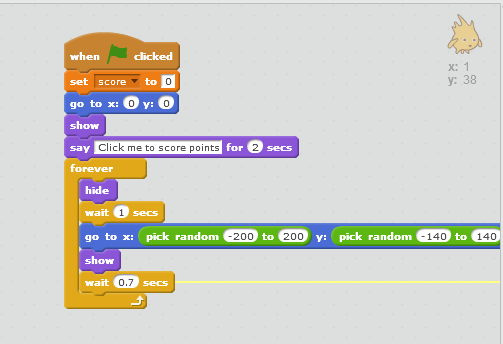 x: 1
y: 38
when clicked
set score to 0
go to x: 0 y: 0
show
say Click me to score points for 2 secs
forever
hide
wait 1 secs
go to x: pick random -200 to 200 y: pick random -140 to 140
show
wait 0.7 secs